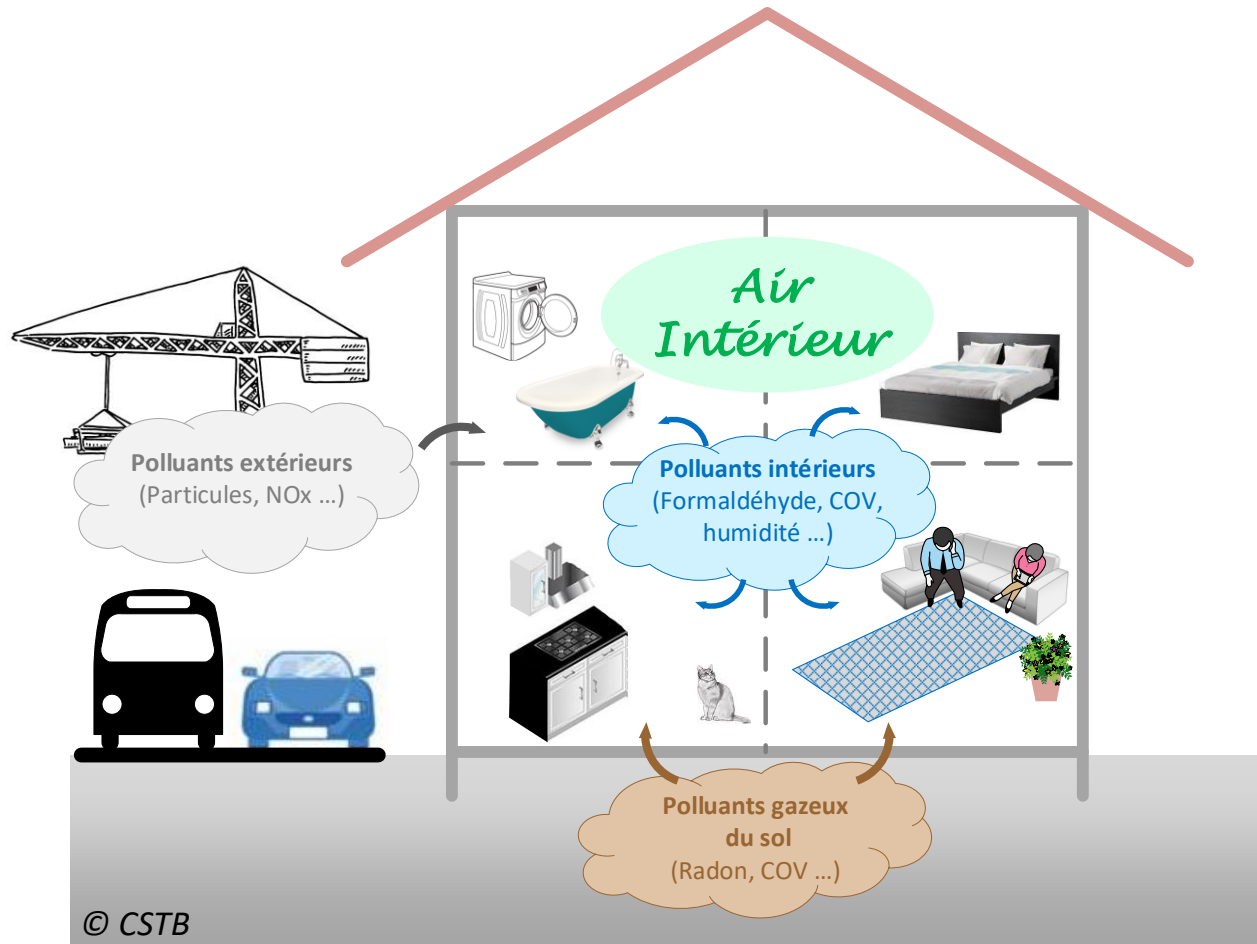 Air
Intérieur
Polluants extérieurs
(Particules, NOx ...)
Polluants intérieurs
(Formaldéhyde, COV,
humidité ...)
Polluants gazeux
du sol
(Radon, COV ...)
© CSTB